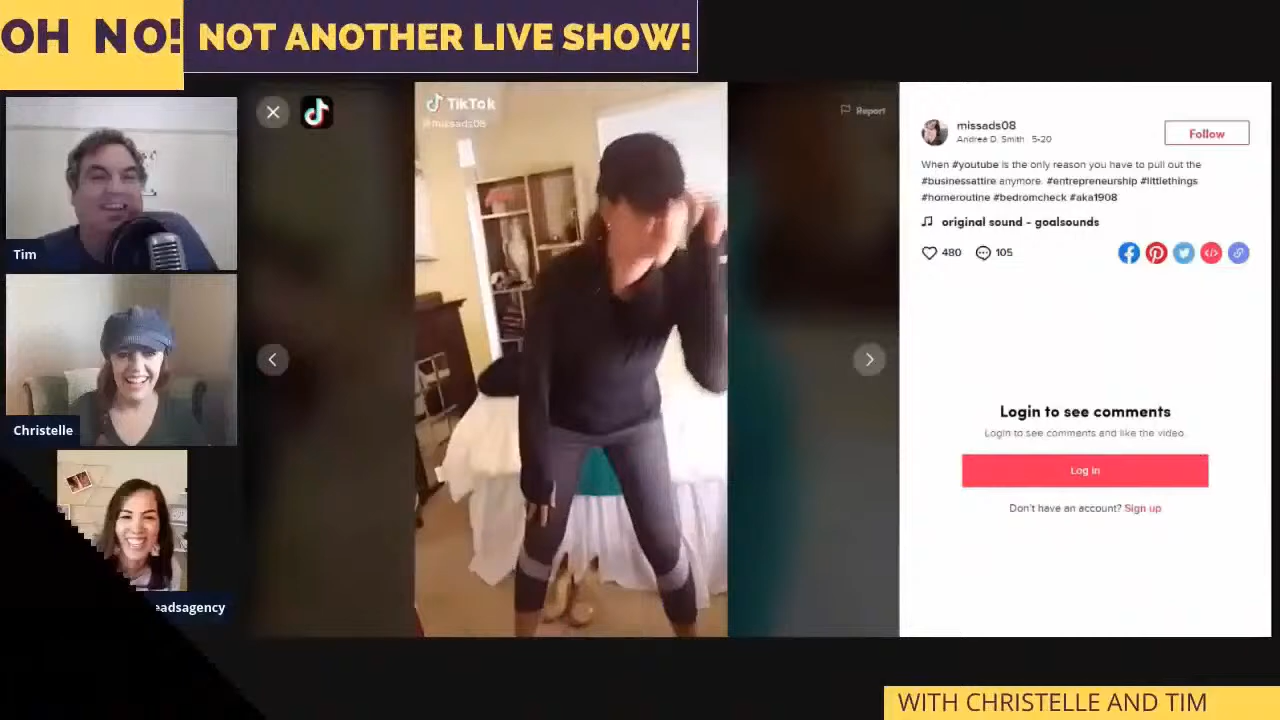 OH NO!
NOT ANOTHER LIVE SHOW!
Tim
Christelle
eadsagency
TikTok
@missads08
Report
missads08
Andrea D. Smith 5-20
Follow
When #youtube is the only reason you have to pull out the
#businessattire anymore. #entrepreneurship #littlethings
#homeroutine #bedromcheck #aka1908
original sound - goalsounds
480 105
Login to see comments
Login to see comments and like the video.
Log in
Don't have an account? Sign up
WITH CHRISTELLE AND TIM